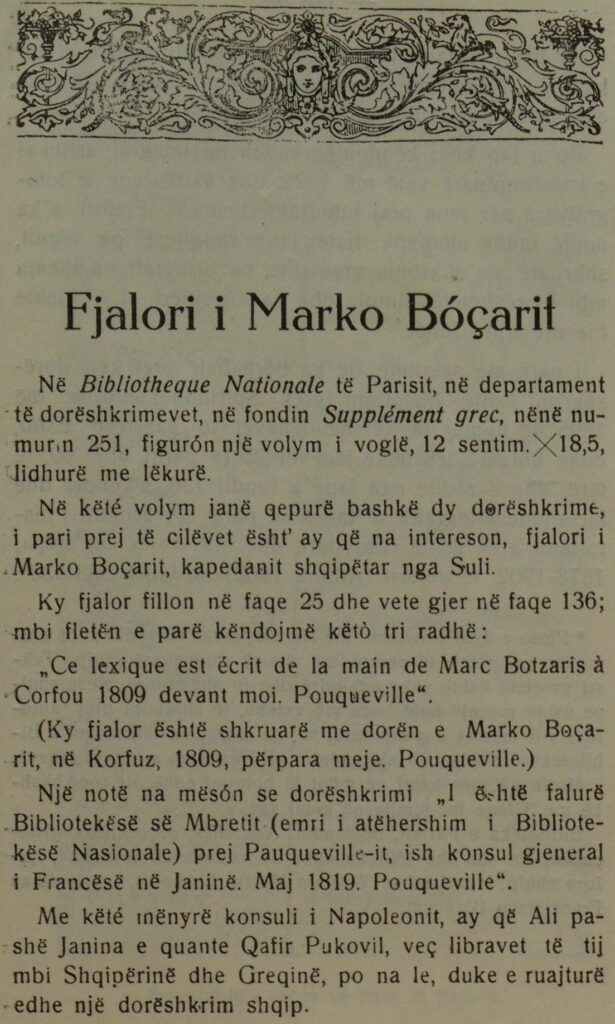 Fjalori i Marko Bóçarit
Në Bibliotheque Nationale të Parisit, në departament
të dorëshkrimevet, në fondin Supplément grec, nënë nu-
murin 251, figurón një volym i voglë, 12 sentim.×18,5,
lidhurë me lëkurë.
Në këté volym janë qepurë bashkë dy dorëshkrime,
i pari prej të cilëvet ësht' ay që na intereson, fjalori i
Marko Boçarit, kapedanit shqipëtar nga Suli.
Ky fjalor fillon në faqe 25 dhe vete gjer në faqe 136;
mbi fletën e parë këndojmë këtò tri radhë:
„Ce lexique est écrit de la main de Marc Botzaris à
Corfou 1809 devant moi. Pouqueville“.
(Ky fjalor është shkruarë me dorën e Marko Boça-
rit, në Korfuz, 1809, përpara meje. Pouqueville.)
Një notë na mësón se dorëshkrimi „I është falurë
Bibliotekësë së Mbretit (emri i atëhershim i Bibliote-
kësë Nasionale) prej Pauqueville-it, ish konsul gjeneral
i Francësë në Janinë. Maj 1819. Pouqueville“.
Me këté mënyrë konsuli i Napoleonit, ay që Ali pa-
shë Janina e quante Qafir Pukovil, veç libravet të tij
mbi Shqipërinë dhe Greqinë, po na le, duke e ruajturë
edhe një dorëshkrim shqip.